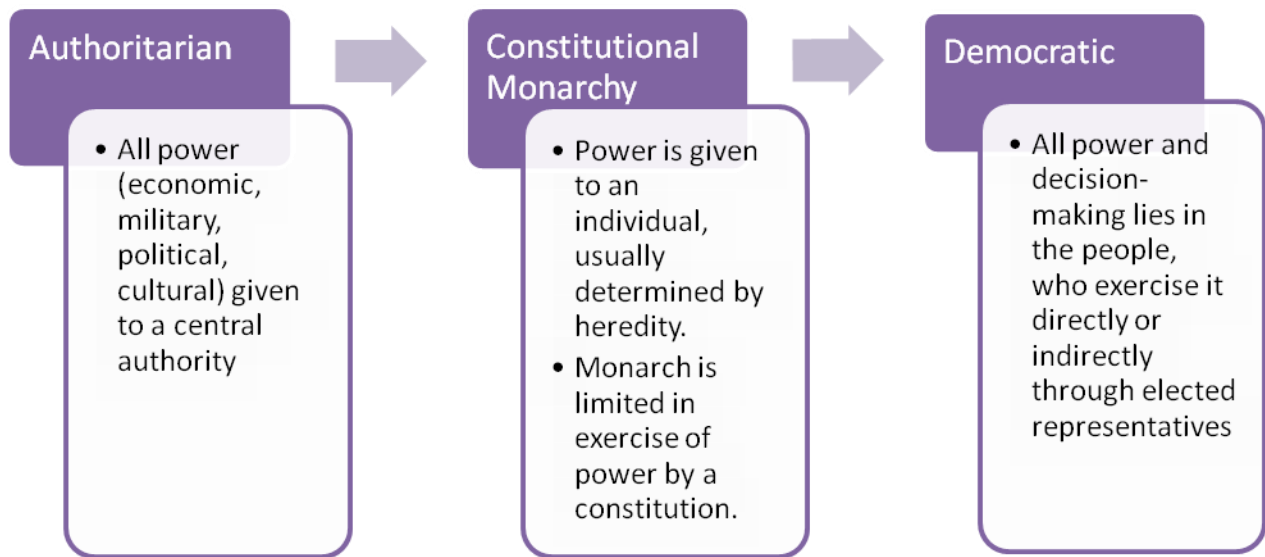 Authoritarian
• All power
(economic,
military,
political,
cultural) given
to a central
authority
Constitutional
Monarchy
• Power is given
to an
individual,
usually
determined by
heredity.
• Monarch is
limited in
exercise of
power by a
constitution.
Democratic
• All power and
decision-
making lies in
the people,
who exercise it
directly or
indirectly
through elected
representatives